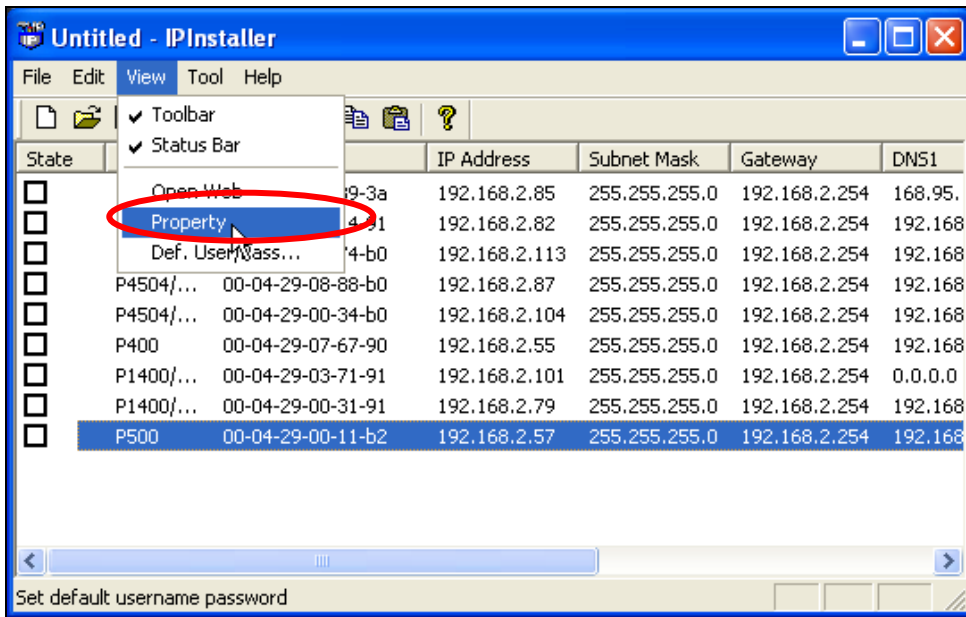 Untitled - IPInstaller
File Edit View Tool Help
Toolbar
Status Bar
Open Web
Property
Def. User/Pass...
State IP Address Subnet Mask Gateway DNS1
39-3a 192.168.2.85 255.255.255.0 192.168.2.254 168.95.
4-91 192.168.2.82 255.255.255.0 192.168.2.254 192.168
74-b0 192.168.2.113 255.255.255.0 192.168.2.254 192.168
P4504/... 00-04-29-08-88-b0 192.168.2.87 255.255.255.0 192.168.2.254 192.168
P4504/... 00-04-29-00-34-b0 192.168.2.104 255.255.255.0 192.168.2.254 192.168
P400 00-04-29-07-67-90 192.168.2.55 255.255.255.0 192.168.2.254 192.168
P1400/... 00-04-29-03-71-91 192.168.2.101 255.255.255.0 192.168.2.254 0.0.0.0
P1400/... 00-04-29-00-31-91 192.168.2.79 255.255.255.0 192.168.2.254 192.168
P500 00-04-29-00-11-b2 192.168.2.57 255.255.255.0 192.168.2.254 192.168
Set default username password